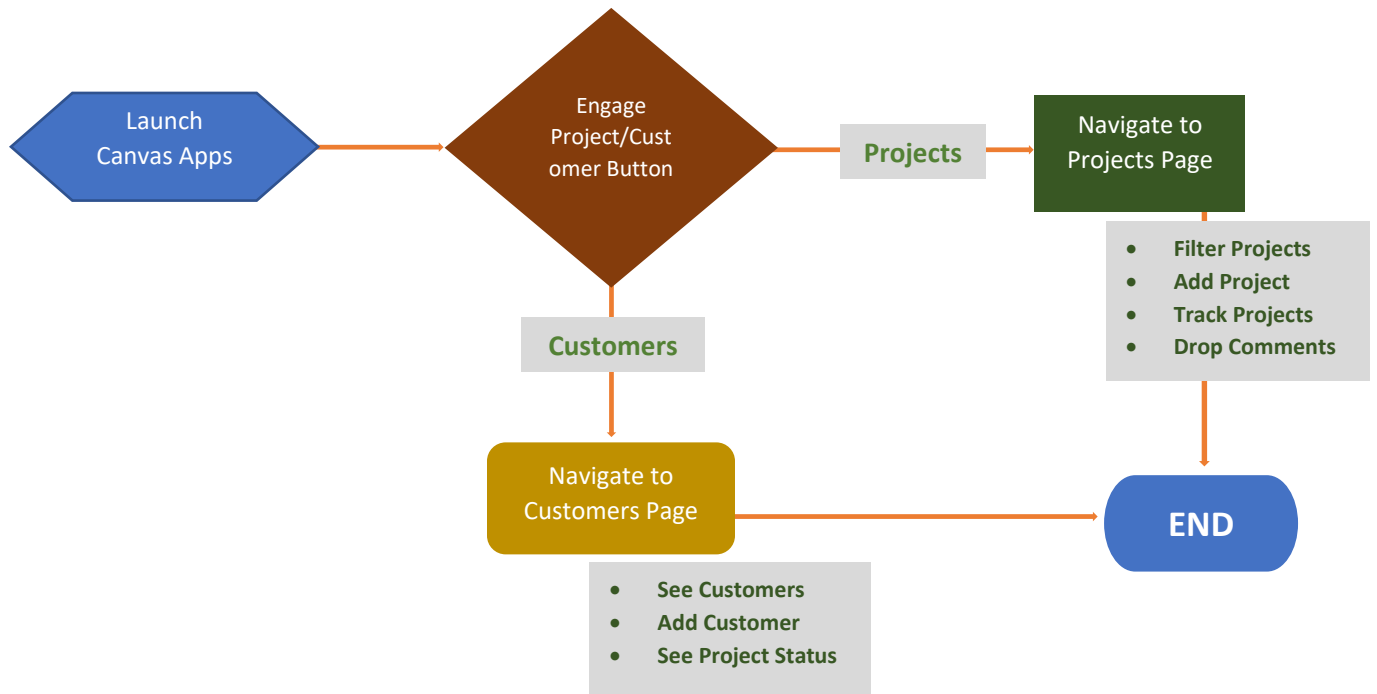 Launch
Canvas Apps
Engage
Project/Cust
omer Button
Projects
Navigate to
Projects Page
• Filter Projects
• Add Project
• Track Projects
• Drop Comments
Customers
Navigate to
Customers Page
END
• See Customers
• Add Customer
• See Project Status